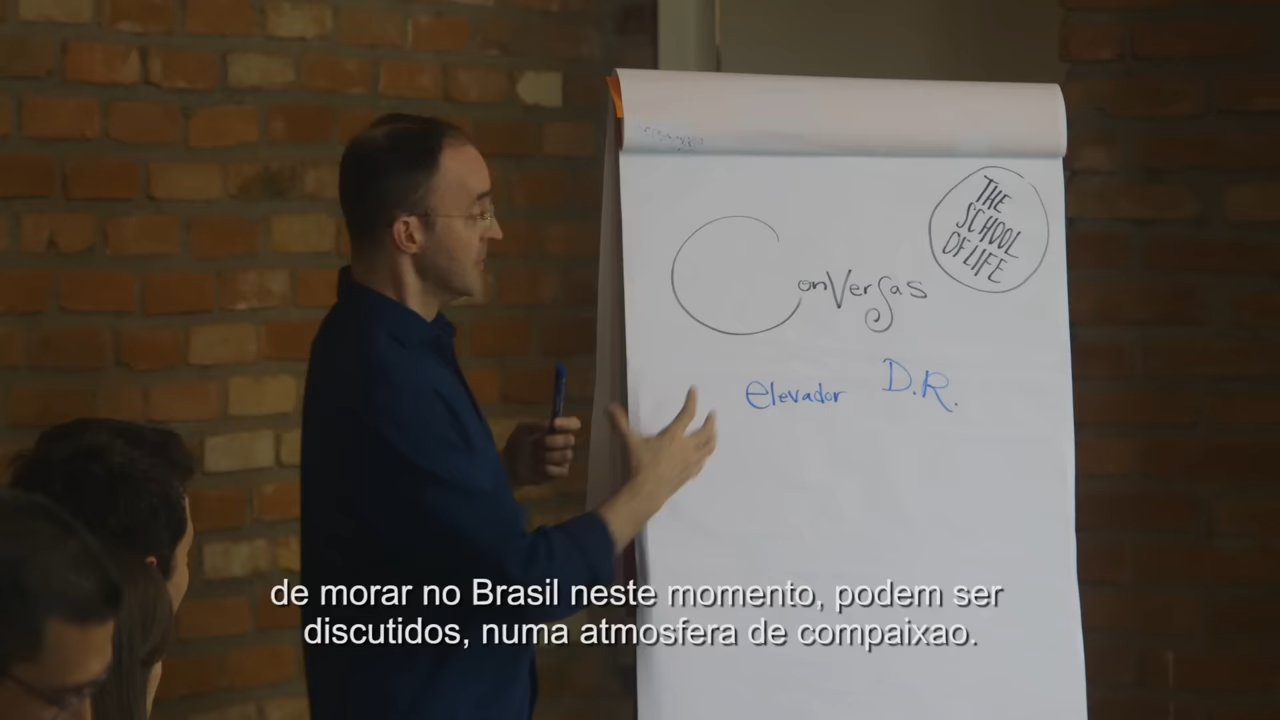 THE
SCHOOL
OF LIFE
Conversas
elevador D.R.
de morar no Brasil neste momento, podem ser
discutidos, numa atmosfera de compaixao.